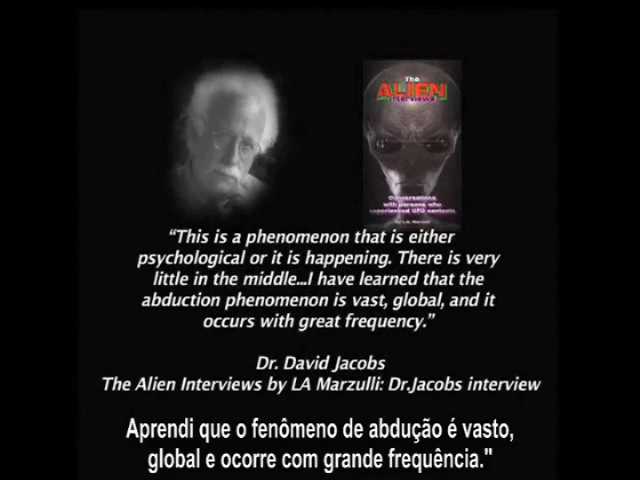 The
ALIEN
Interviews
Conversations
with persons who
experienced UFO contacts
by L.A. Marzulli
“This is a phenomenon that is either
psychological or it is happening. There is very
little in the middle...I have learned that the
abduction phenomenon is vast, global, and it
occurs with great frequency.”
Dr. David Jacobs
The Alien Interviews by LA Marzulli: Dr.Jacobs interview
Aprendi que o fenômeno de abdução é vasto,
global e ocorre com grande frequência."